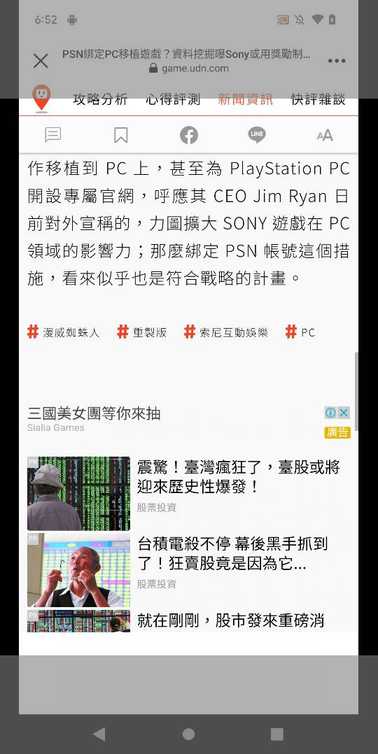 6:52
PSN綁定PC移植遊戲？資料挖掘曝Sony或用獎勵制...
game.udn.com
攻略分析 心得評測 新聞資訊 快評雜談
作移植到 PC 上，甚至為 PlayStation PC
開設專屬官網，呼應其 CEO Jim Ryan 日
前對外宣稱的，力圖擴大 SONY 遊戲在 PC
領域的影響力；那麼綁定 PSN 帳號這個措
施，看來似乎也是符合戰略的計畫。
# 漫威蜘蛛人 # 重製版 # 索尼互動娛樂 # PC
三國美女團等你來抽
Sialia Games
廣告
震驚！臺灣瘋狂了，臺股或將
迎來歷史性爆發！
股票投資
台積電殺不停 幕後黑手抓到
了！狂賣股竟是因為它...
股票投資
就在剛剛，股市發來重磅消